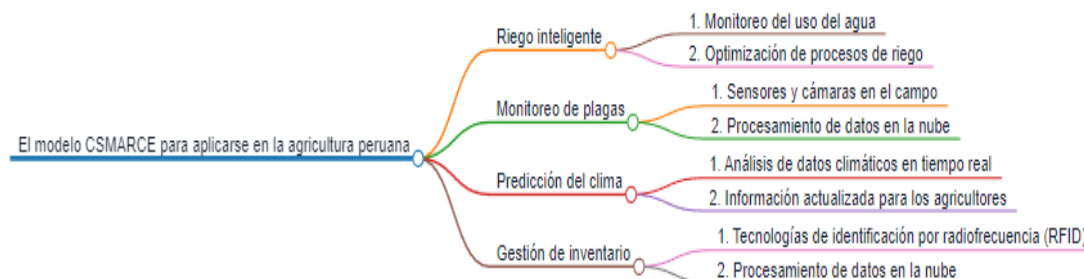 El modelo CSMARCE para aplicarse en la agricultura peruana
Riego inteligente
1. Monitoreo del uso del agua
2. Optimización de procesos de riego
Monitoreo de plagas
1. Sensores y cámaras en el campo
2. Procesamiento de datos en la nube
Predicción del clima
1. Análisis de datos climáticos en tiempo real
2. Información actualizada para los agricultores
Gestión de inventario
1. Tecnologías de identificación por radiofrecuencia (RFID)
2. Procesamiento de datos en la nube